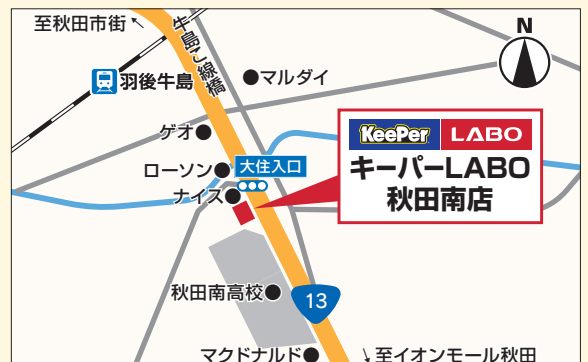 至秋田市街
N
牛島こ線橋
羽後牛島
マルダイ
ゲオ
KeePer LABO
キーパーLABO
秋田南店
ローソン
大住入口
ナイス
秋田南高校
13
マクドナルド
至イオンモール秋田